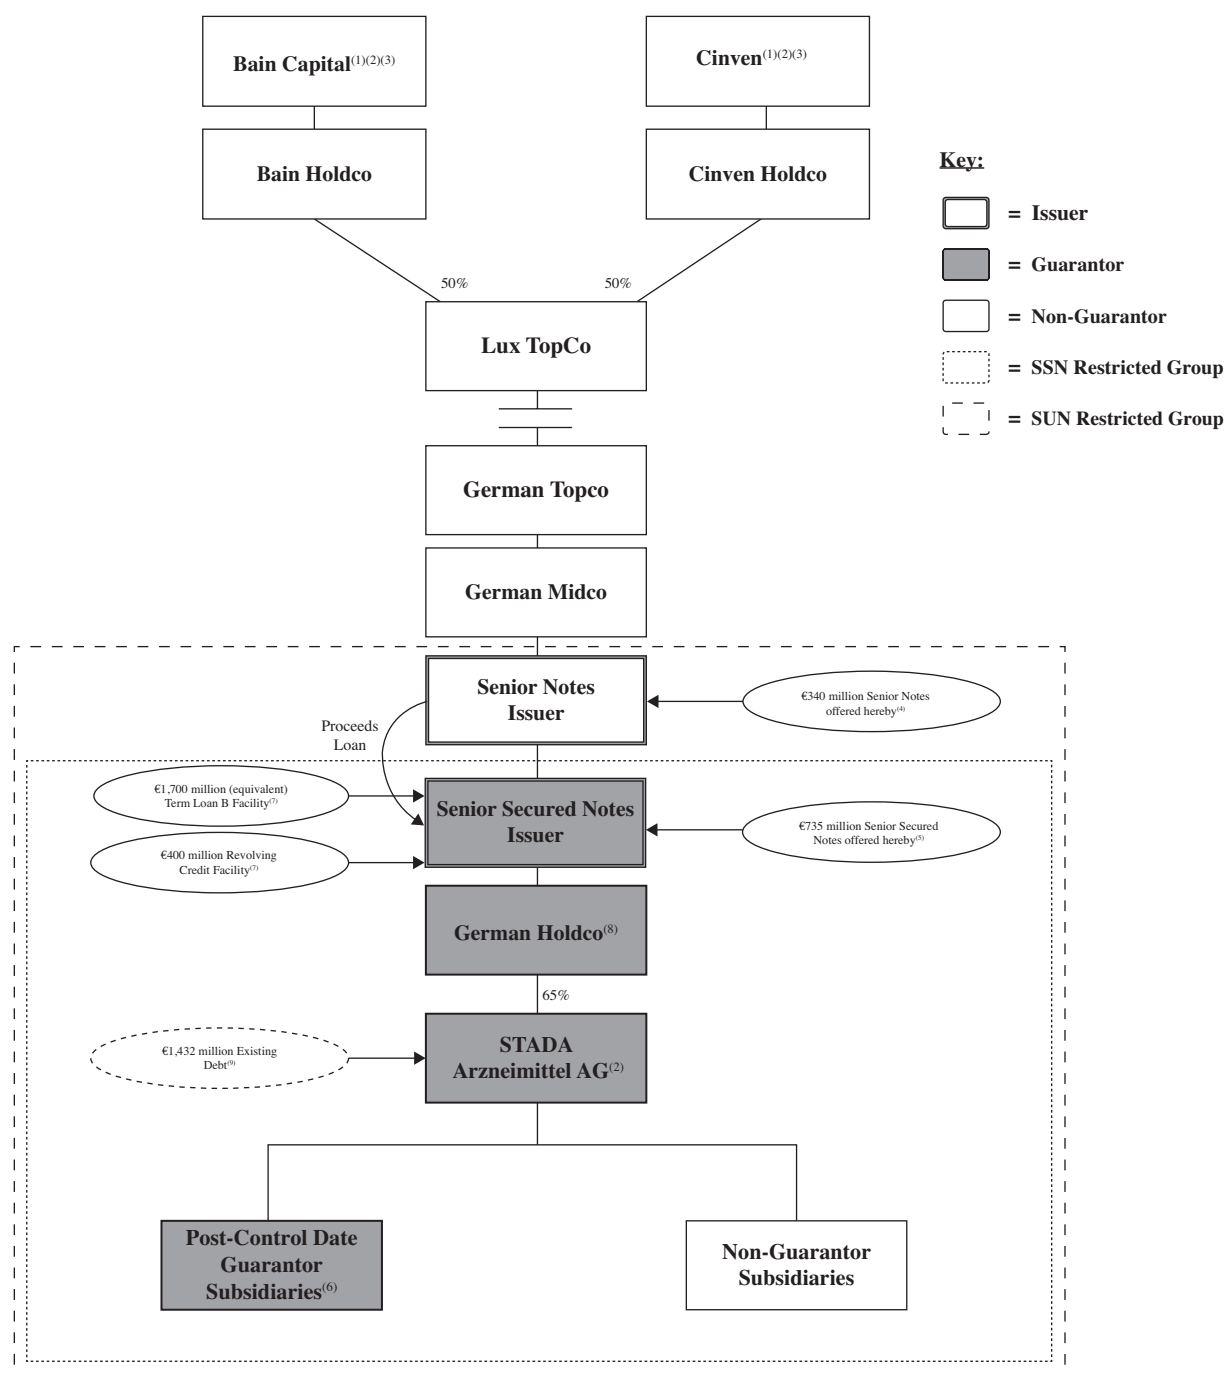 Bain Capital(1)(2)(3)
Cinven(1)(2)(3)
Bain Holdco
Cinven Holdco
Key:
= Issuer
= Guarantor
= Non-Guarantor
= SSN Restricted Group
= SUN Restricted Group
50%
50%
Lux TopCo
German Topco
German Midco
Senior Notes
Issuer
€340 million Senior Notes
offered hereby(4)
Proceeds
Loan
€1,700 million (equivalent)
Term Loan B Facility(7)
Senior Secured Notes
Issuer
€735 million Senior Secured
Notes offered hereby(5)
€400 million Revolving
Credit Facility(7)
German Holdco(8)
65%
€1,432 million Existing
Debt(9)
STADA
Arzneimittel AG(2)
Post-Control Date
Guarantor
Subsidiaries(6)
Non-Guarantor
Subsidiaries